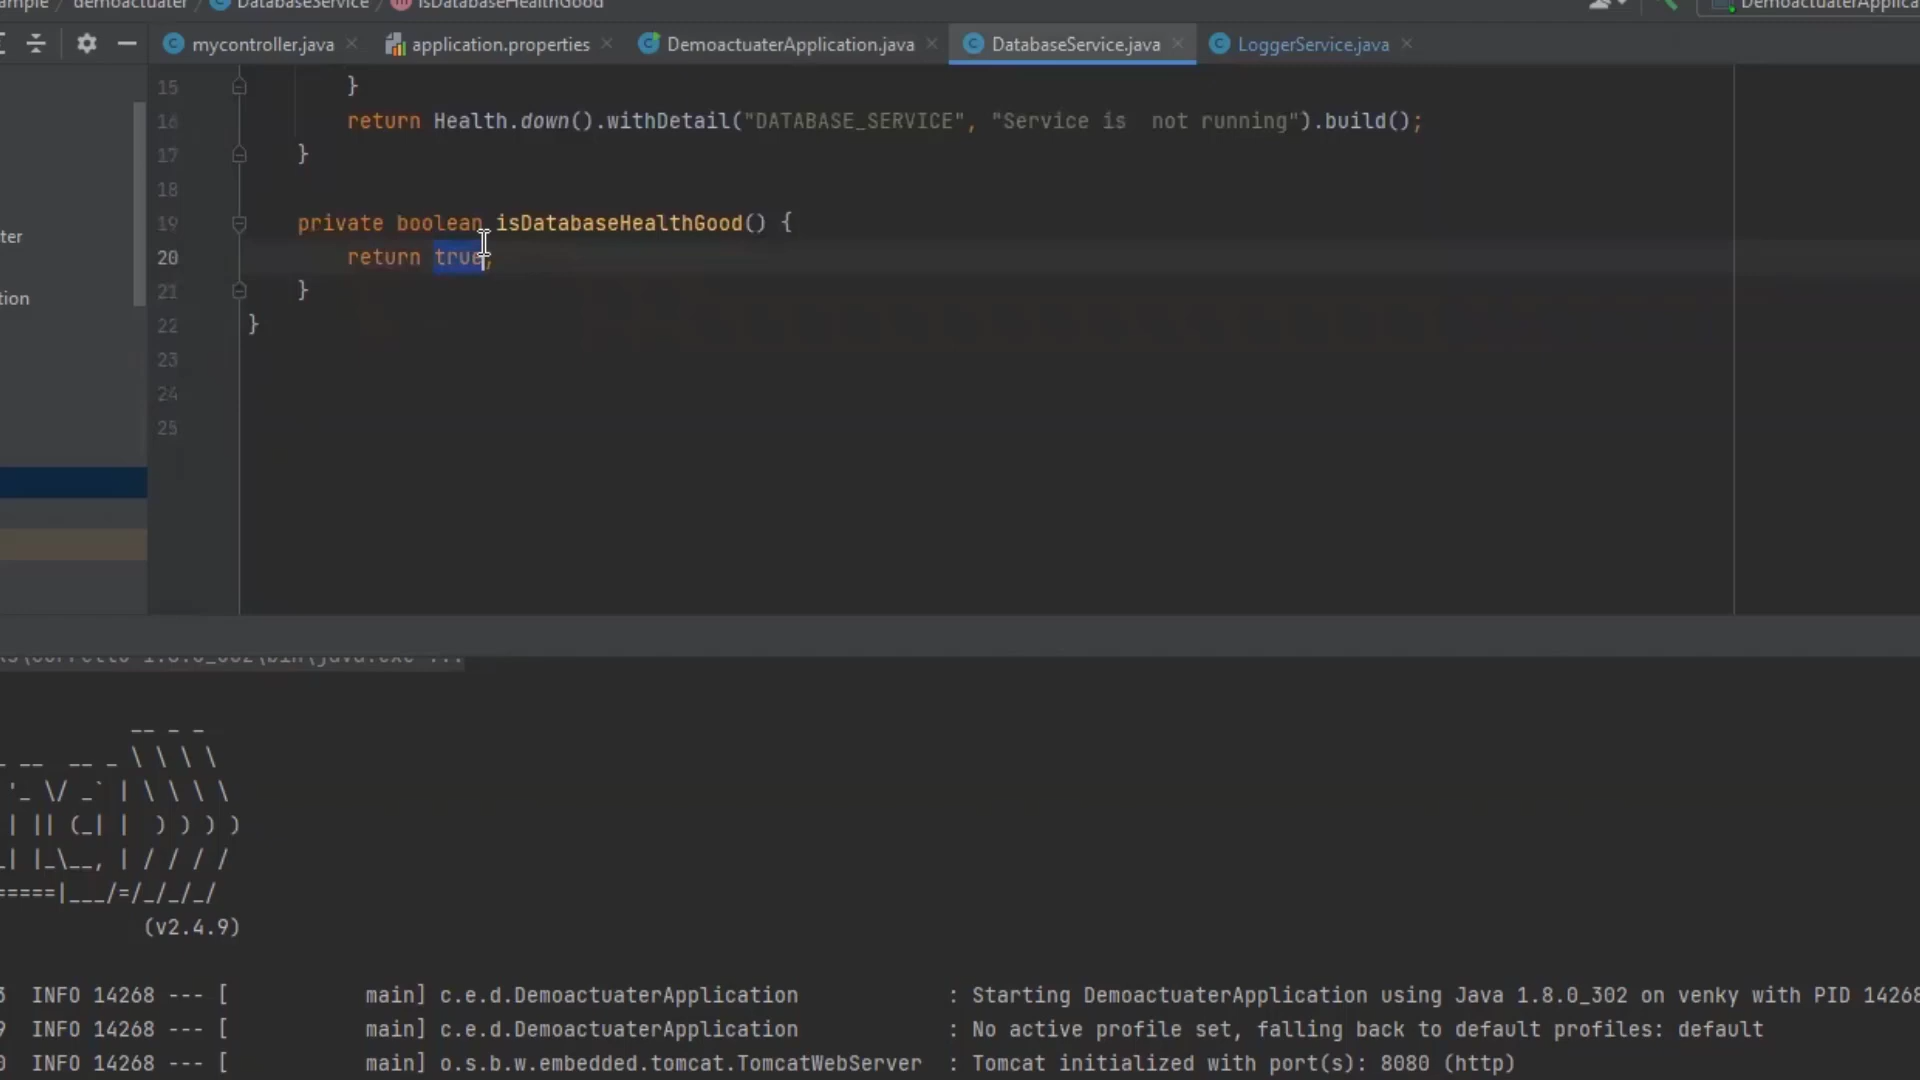 demoactuater / DatabaseService / isDatabaseHealthGood
mycontroller.java application.properties DemoactuaterApplication.java DatabaseService.java LoggerService.java
15 }
16 return Health.down().withDetail("DATABASE_SERVICE", "Service is  not running").build();
17 }
18
19 private boolean isDatabaseHealthGood() {
20 return true;
21 }
22 }
23
24
25
ter
tion
(v2.4.9)
INFO 14268 --- [ main] c.e.d.DemoactuaterApplication : Starting DemoactuaterApplication using Java 1.8.0_302 on venky with PID 14268
INFO 14268 --- [ main] c.e.d.DemoactuaterApplication : No active profile set, falling back to default profiles: default
INFO 14268 --- [ main] o.s.b.w.embedded.tomcat.TomcatWebServer : Tomcat initialized with port(s): 8080 (http)